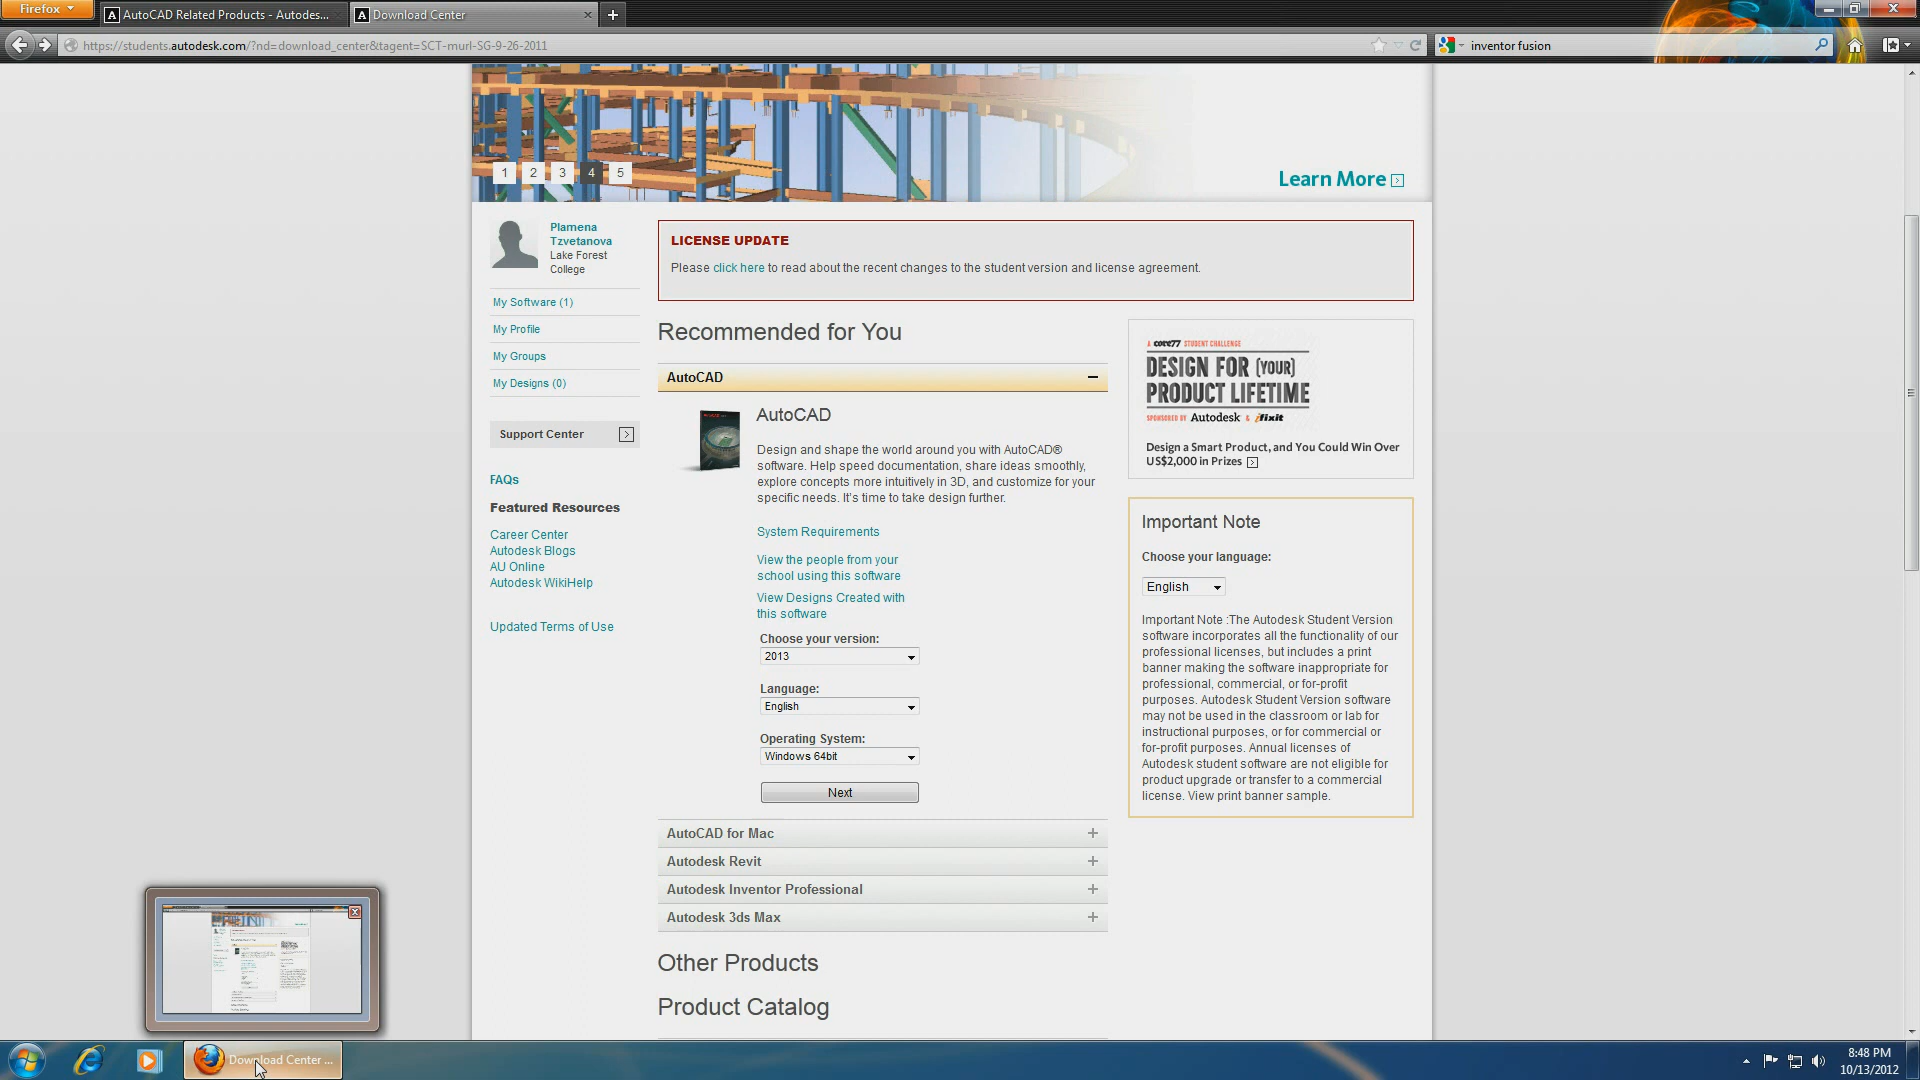 Firefox
AutoCAD Related Products - Autodes...
Download Center
https://students.autodesk.com/?nd=download_center&tagent=SCT-murl-SG-9-26-2011
inventor fusion
1 2 3 4 5
Learn More
Plamena
Tzvetanova
Lake Forest
College
My Software (1)
My Profile
My Groups
My Designs (0)
Support Center
FAQs
Featured Resources
Career Center
Autodesk Blogs
AU Online
Autodesk WikiHelp
Updated Terms of Use
LICENSE UPDATE
Please click here to read about the recent changes to the student version and license agreement.
Recommended for You
AutoCAD
AutoCAD
Design and shape the world around you with AutoCAD®
software. Help speed documentation, share ideas smoothly,
explore concepts more intuitively in 3D, and customize for your
specific needs. It's time to take design further.
System Requirements
View the people from your
school using this software
View Designs Created with
this software
Choose your version:
2013
Language:
English
Operating System:
Windows 64bit
Next
AutoCAD for Mac
Autodesk Revit
Autodesk Inventor Professional
Autodesk 3ds Max
Other Products
Product Catalog
A core77 STUDENT CHALLENGE
DESIGN FOR (YOUR)
PRODUCT LIFETIME
SPONSORED BY Autodesk & ifixit
Design a Smart Product, and You Could Win Over
US$2,000 in Prizes
Important Note
Choose your language:
English
Important Note :The Autodesk Student Version
software incorporates all the functionality of our
professional licenses, but includes a print
banner making the software inappropriate for
professional, commercial, or for-profit
purposes. Autodesk Student Version software
may not be used in the classroom or lab for
instructional purposes, or for commercial or
for-profit purposes. Annual licenses of
Autodesk student software are not eligible for
product upgrade or transfer to a commercial
license. View print banner sample.
Download Center ...
8:48 PM
10/13/2012